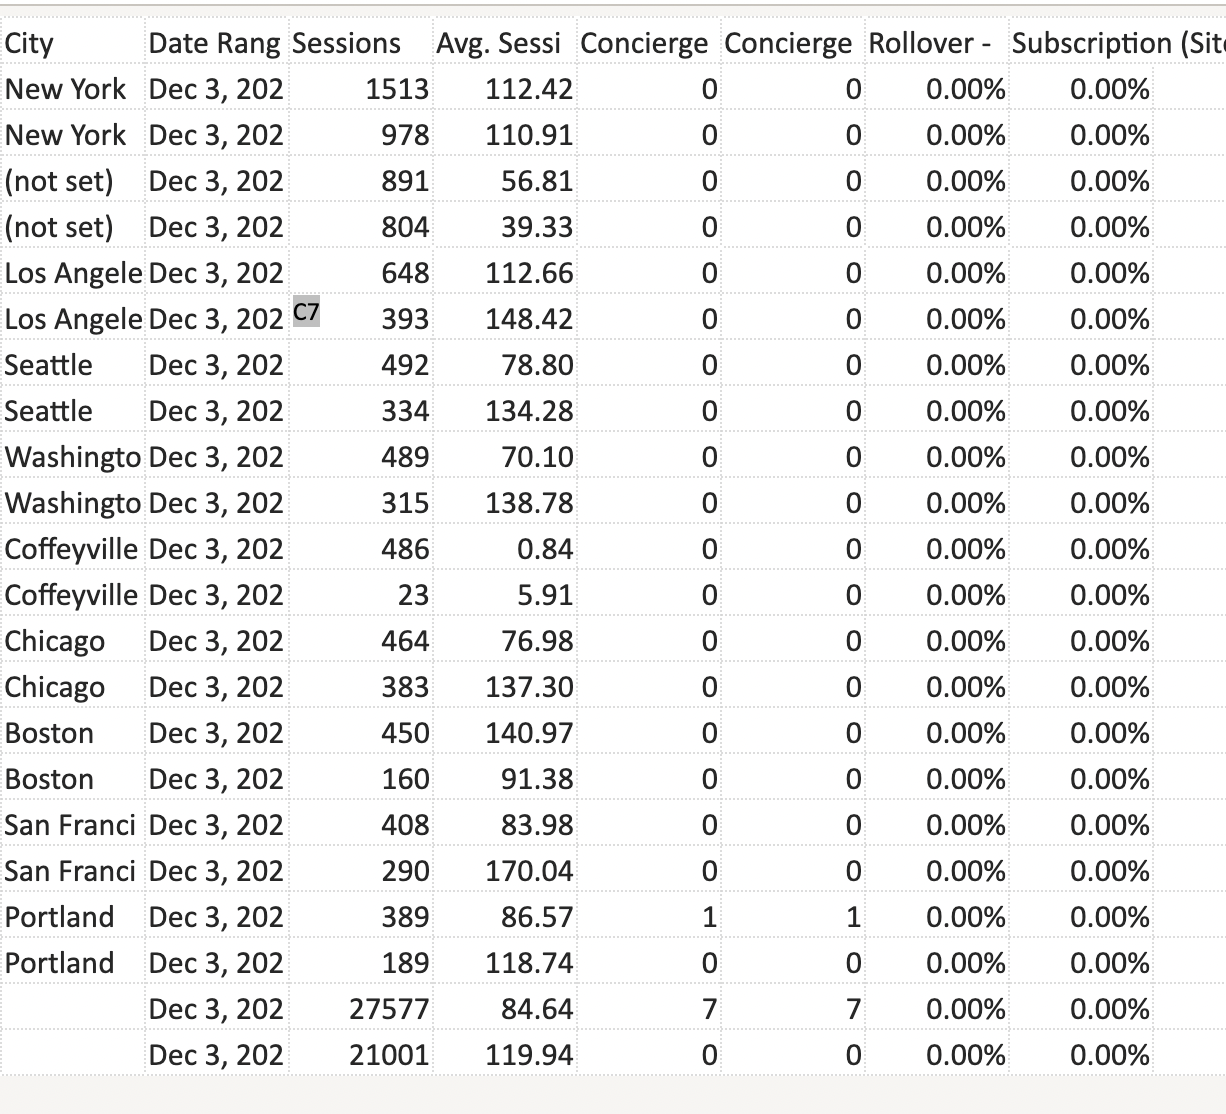 City Date Rang Sessions Avg. Sessi Concierge Concierge Rollover - Subscription (Site
New York Dec 3, 202 1513 112.42 0 0 0.00% 0.00%
New York Dec 3, 202 978 110.91 0 0 0.00% 0.00%
(not set) Dec 3, 202 891 56.81 0 0 0.00% 0.00%
(not set) Dec 3, 202 804 39.33 0 0 0.00% 0.00%
Los Angele Dec 3, 202 648 112.66 0 0 0.00% 0.00%
Los Angele Dec 3, 202 C7 393 148.42 0 0 0.00% 0.00%
Seattle Dec 3, 202 492 78.80 0 0 0.00% 0.00%
Seattle Dec 3, 202 334 134.28 0 0 0.00% 0.00%
Washingto Dec 3, 202 489 70.10 0 0 0.00% 0.00%
Washingto Dec 3, 202 315 138.78 0 0 0.00% 0.00%
Coffeyville Dec 3, 202 486 0.84 0 0 0.00% 0.00%
Coffeyville Dec 3, 202 23 5.91 0 0 0.00% 0.00%
Chicago Dec 3, 202 464 76.98 0 0 0.00% 0.00%
Chicago Dec 3, 202 383 137.30 0 0 0.00% 0.00%
Boston Dec 3, 202 450 140.97 0 0 0.00% 0.00%
Boston Dec 3, 202 160 91.38 0 0 0.00% 0.00%
San Franci Dec 3, 202 408 83.98 0 0 0.00% 0.00%
San Franci Dec 3, 202 290 170.04 0 0 0.00% 0.00%
Portland Dec 3, 202 389 86.57 1 1 0.00% 0.00%
Portland Dec 3, 202 189 118.74 0 0 0.00% 0.00%
Dec 3, 202 27577 84.64 7 7 0.00% 0.00%
Dec 3, 202 21001 119.94 0 0 0.00% 0.00%